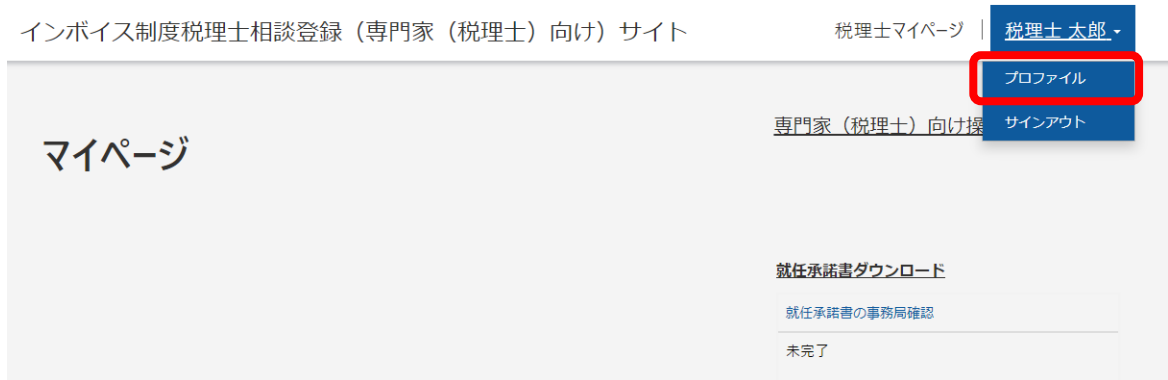 インボイス制度税理士相談登録（専門家（税理士）向け）サイト
税理士マイページ
税理士 太郎
プロファイル
サインアウト
専門家（税理士）向け操
マイページ
就任承諾書ダウンロード
就任承諾書の事務局確認
未完了